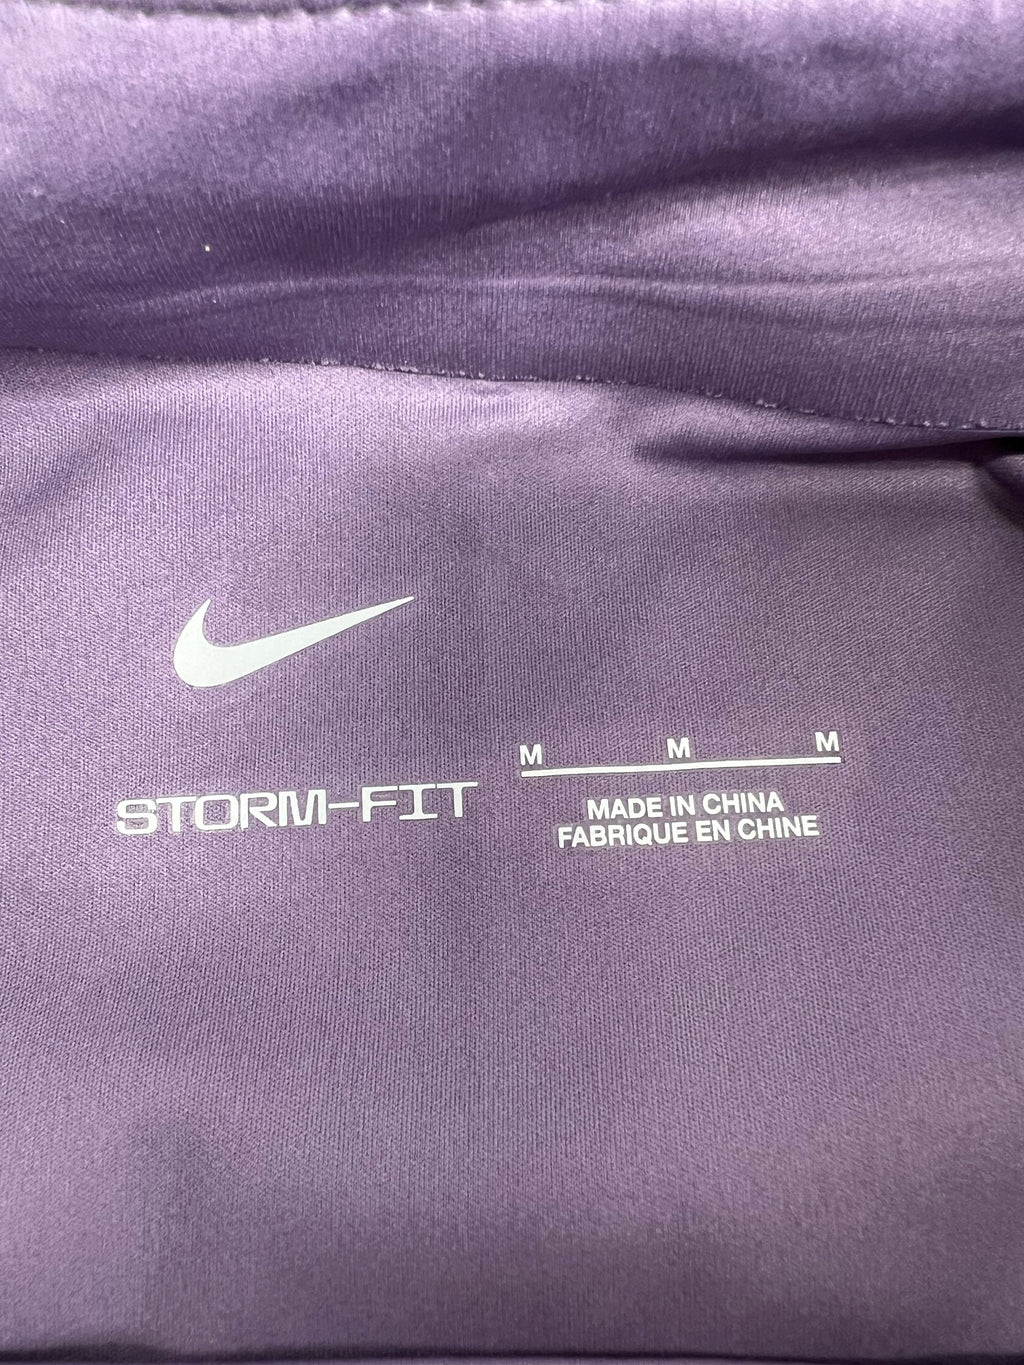 M M M
STORM-FIT
MADE IN CHINA
FABRIQUE EN CHINE